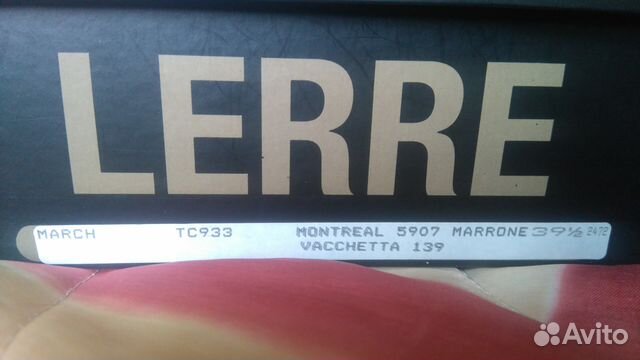 LERRE
MARCH TC933 MONTREAL 5907 MARRONE 39½ 2472
VACCHETTA 139
Avito